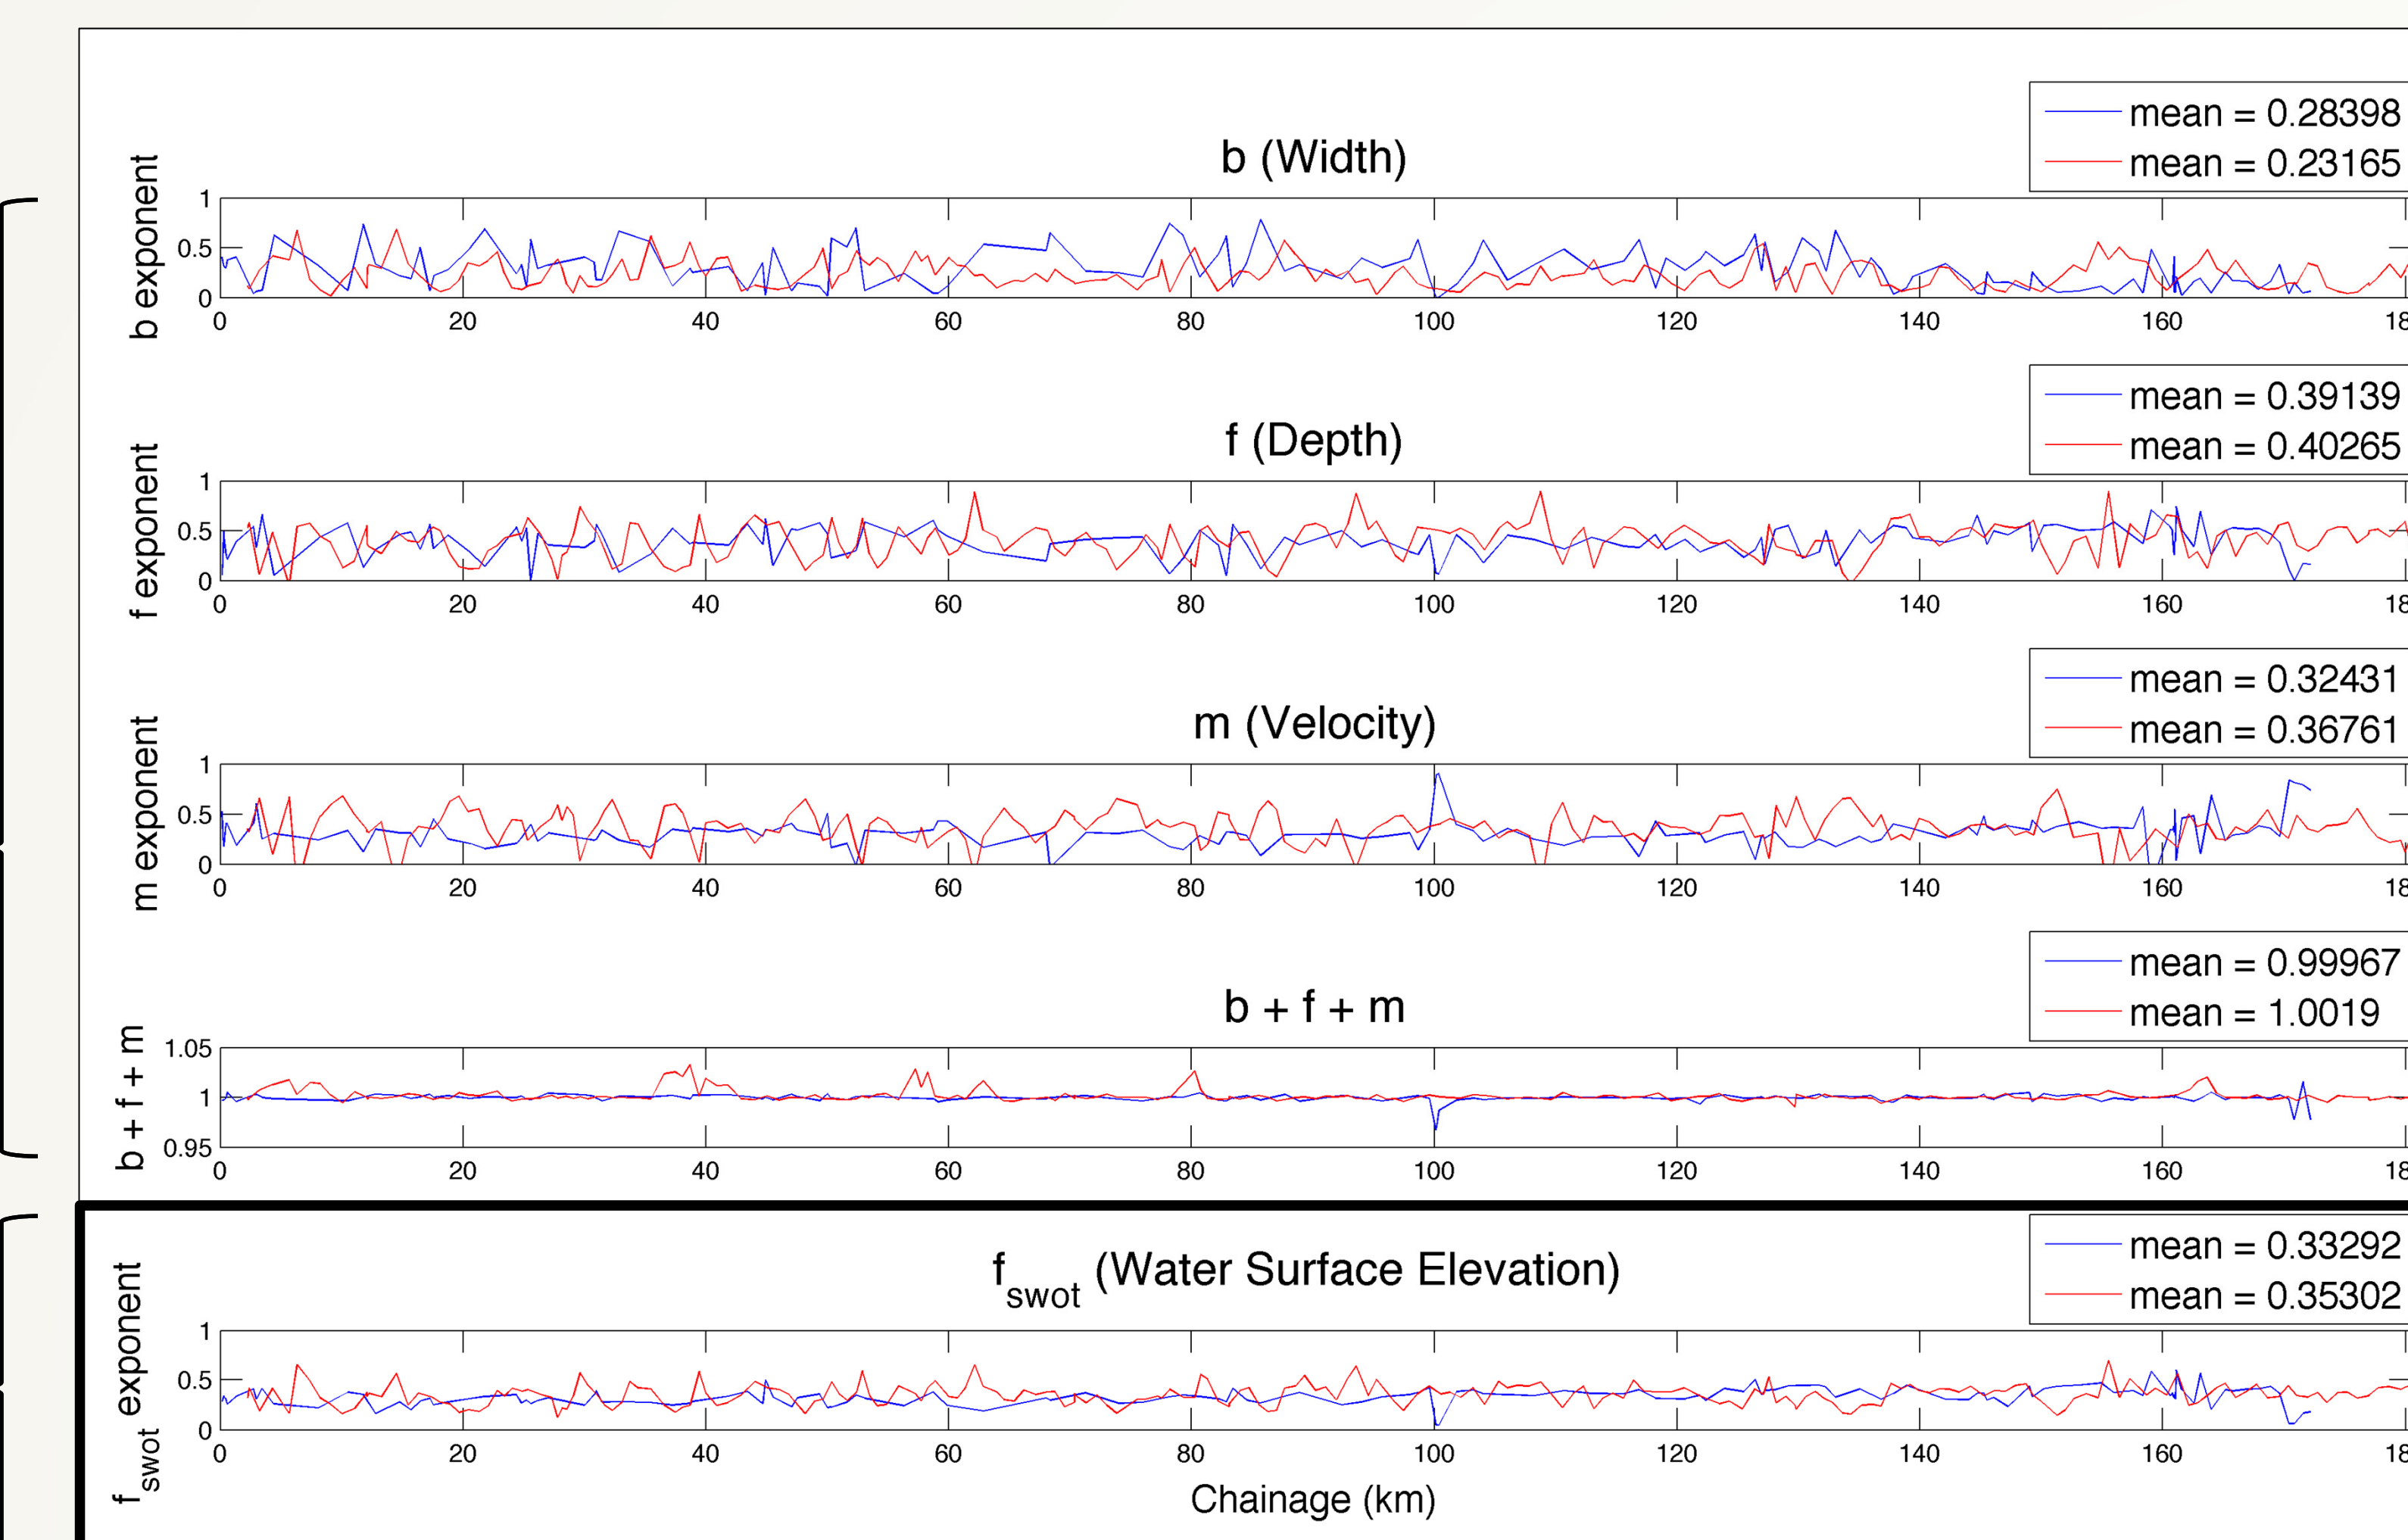 mean = 0.28398
mean = 0.23165
b (Width)
b exponent
1
0.5
0
0 20 40 60 80 100 120 140 160 18
mean = 0.39139
mean = 0.40265
f (Depth)
f exponent
1
0.5
0
0 20 40 60 80 100 120 140 160 18
mean = 0.32431
mean = 0.36761
m (Velocity)
m exponent
1
0.5
0
0 20 40 60 80 100 120 140 160 18
mean = 0.99967
mean = 1.0019
b + f + m
b + f + m
1.05
1
0.95
0 20 40 60 80 100 120 140 160 18
mean = 0.33292
mean = 0.35302
f swot (Water Surface Elevation)
f swot exponent
1
0.5
0
0 20 40 60 80 100 120 140 160 18
Chainage (km)